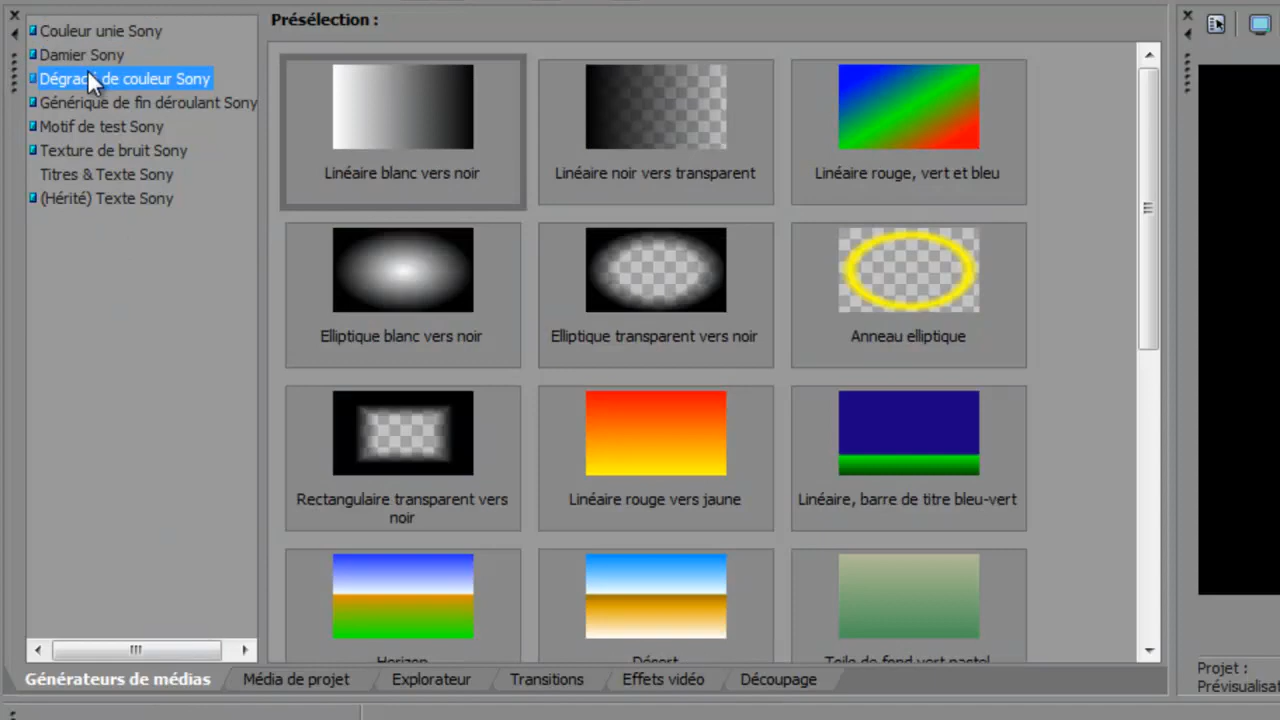 Couleur unie Sony
Damier Sony
Dégradé de couleur Sony
Générique de fin déroulant Sony
Motif de test Sony
Texture de bruit Sony
Titres & Texte Sony
(Hérité) Texte Sony
Présélection :
Linéaire blanc vers noir
Linéaire noir vers transparent
Linéaire rouge, vert et bleu
Elliptique blanc vers noir
Elliptique transparent vers noir
Anneau elliptique
Rectangulaire transparent vers
noir
Linéaire rouge vers jaune
Linéaire, barre de titre bleu-vert
Horizon
Désert
Toile de fond vert pastel
Générateurs de médias
Média de projet
Explorateur
Transitions
Effets vidéo
Découpage
Projet :
Prévisualisat